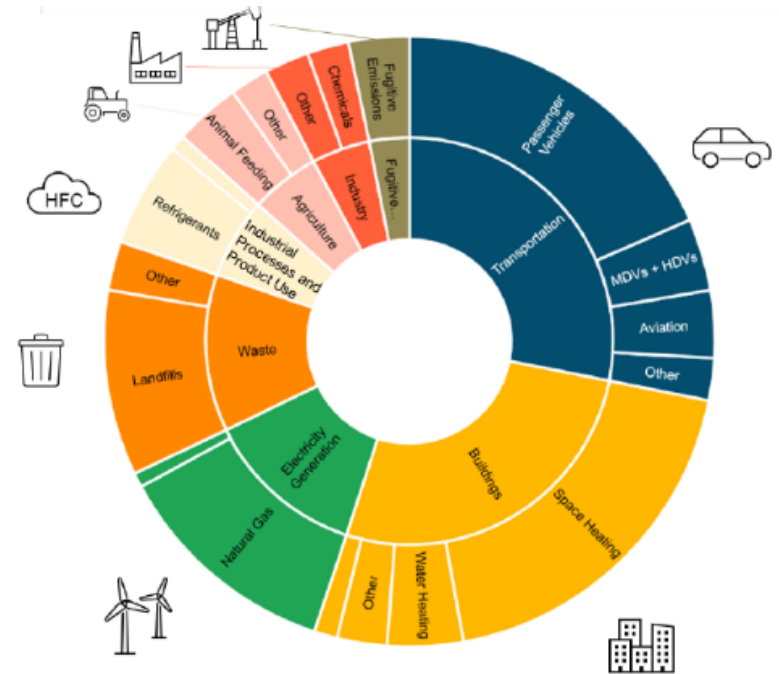 Fugitive
Emissions
Chemicals
Other
Other
Animal Feeding
Refrigerants
Other
Landfills
Natural Gas
Other
Water Heating
Space Heating
Other
Aviation
MDVs + HDVs
Passenger
Vehicles
Transportation
Buildings
Electricity
Generation
Waste
Industrial
Processes and
Product Use
Agriculture
Industry
Fugitive...
HFC